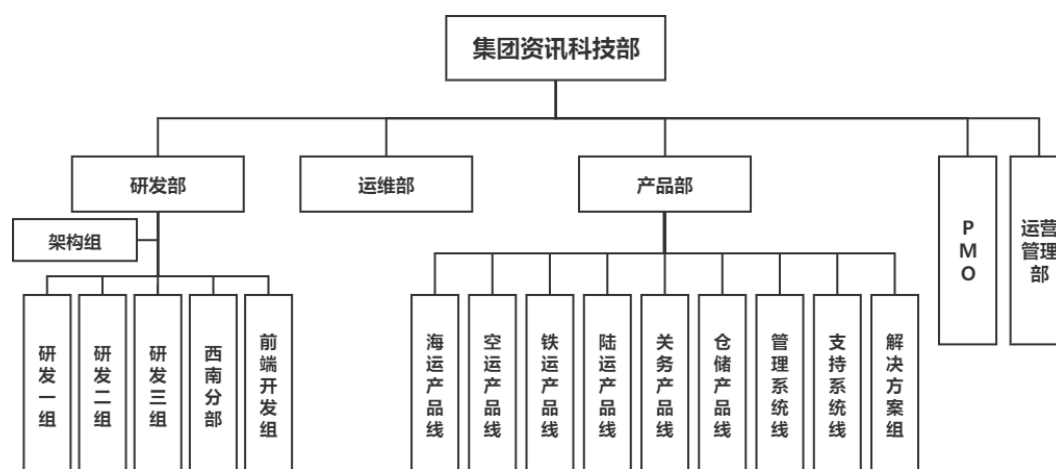 集团资讯科技部
研发部
运维部
产品部
PMO
运营
管理
部
架构组
研发一组
研发二组
研发三组
西南分部
前端开发组
海运产品线
空运产品线
铁运产品线
陆运产品线
关务产品线
仓储产品线
管理系统线
支持系统线
解决方案组